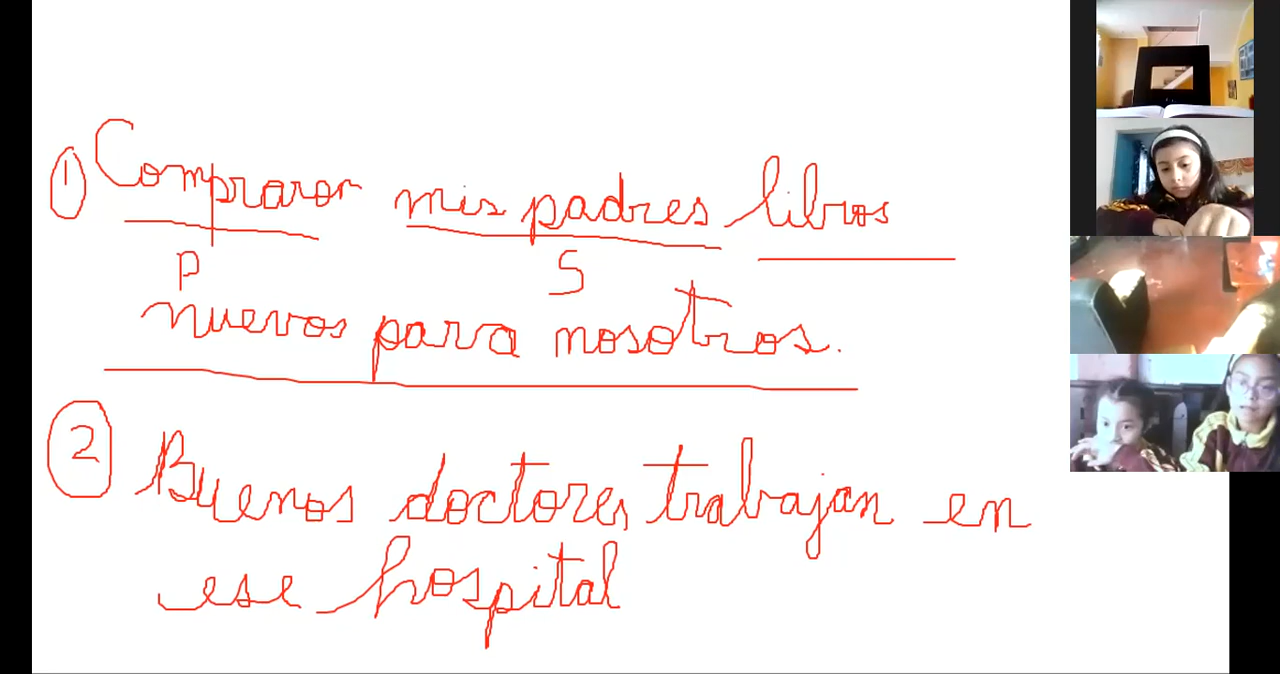 1 Compraron mis padres libros
P S
nuevos para nosotros.
2 Buenos doctores trabajan en
ese hospital